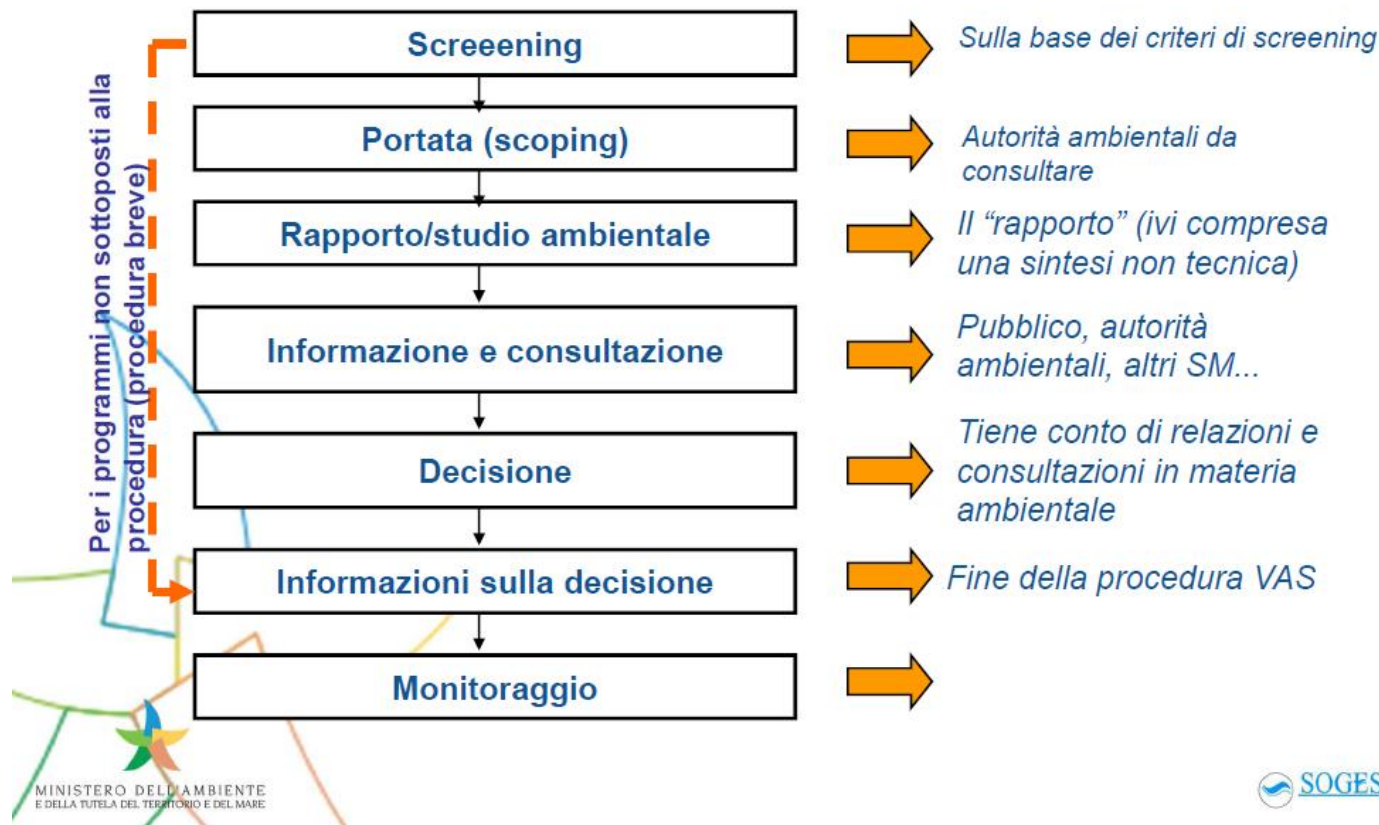 Screeening
Sulla base dei criteri di screening
Portata (scoping)
Autorità ambientali da
consultare
Rapporto/studio ambientale
Il “rapporto” (ivi compresa
una sintesi non tecnica)
Informazione e consultazione
Pubblico, autorità
ambientali, altri SM...
Decisione
Tiene conto di relazioni e
consultazioni in materia
ambientale
Informazioni sulla decisione
Fine della procedura VAS
Monitoraggio
Per i programmi non sottoposti alla
procedura (procedura breve)
MINISTERO DELL'AMBIENTE
E DELLA TUTELA DEL TERRITORIO E DEL MARE
SOGES